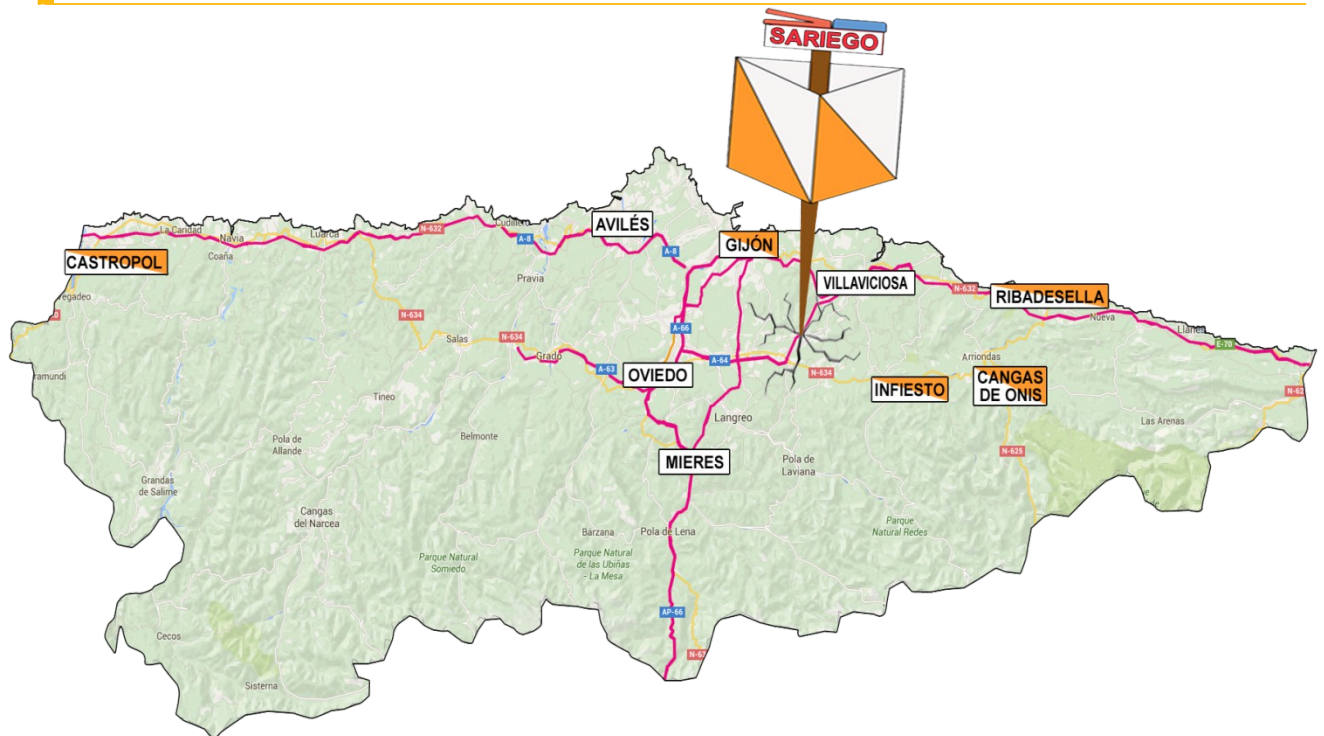 SARIEGO
AVILÉS
GIJÓN
La Caridad
Navia
Luarca
N-632
Cudillero
A-8
A-8
Coaña
CASTROPOL
Pravia
VILLAVICIOSA
N-632
RIBADESELLA
Nueva
N-634
Salas
N-634
Grado
A-63
A-66
A-64
N-634
Arriondas
E-70
OVIEDO
INFIESTO
CANGAS
DE ONIS
Tineo
Langreo
Las Arenas
Pola de
Allande
Belmonte
MIERES
Pola de
Laviana
N-625
Grandas
de Salime
Cangas
del Narcea
Bárzana
Pola de Lena
Parque
Natural Redes
Parque Natural
Somiedo
Parque Natural
de las Ubiñas
- La Mesa
AP-66
Cecos
Sisterna